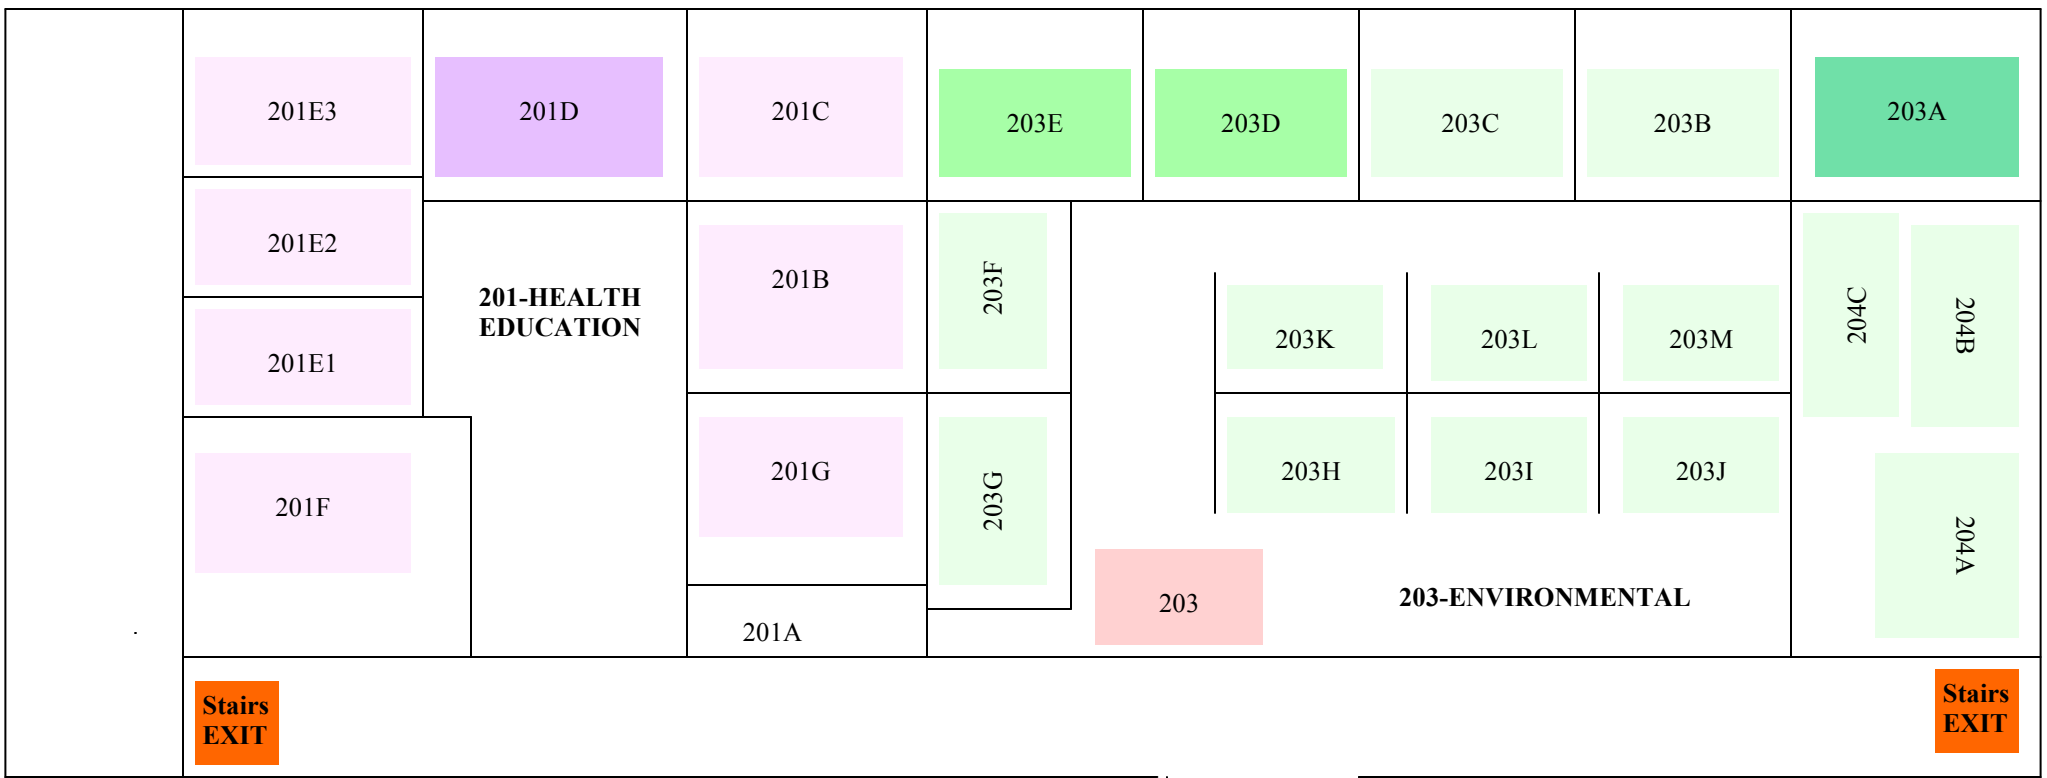 201E3
201D
201C
203E
203D
203C
203B
203A
201E2
201E1
201F
201-HEALTH
EDUCATION
201B
201G
201A
203F
203G
203K
203L
203M
203H
203I
203J
203
203-ENVIRONMENTAL
204C
204B
204A
Stairs
EXIT
Stairs
EXIT